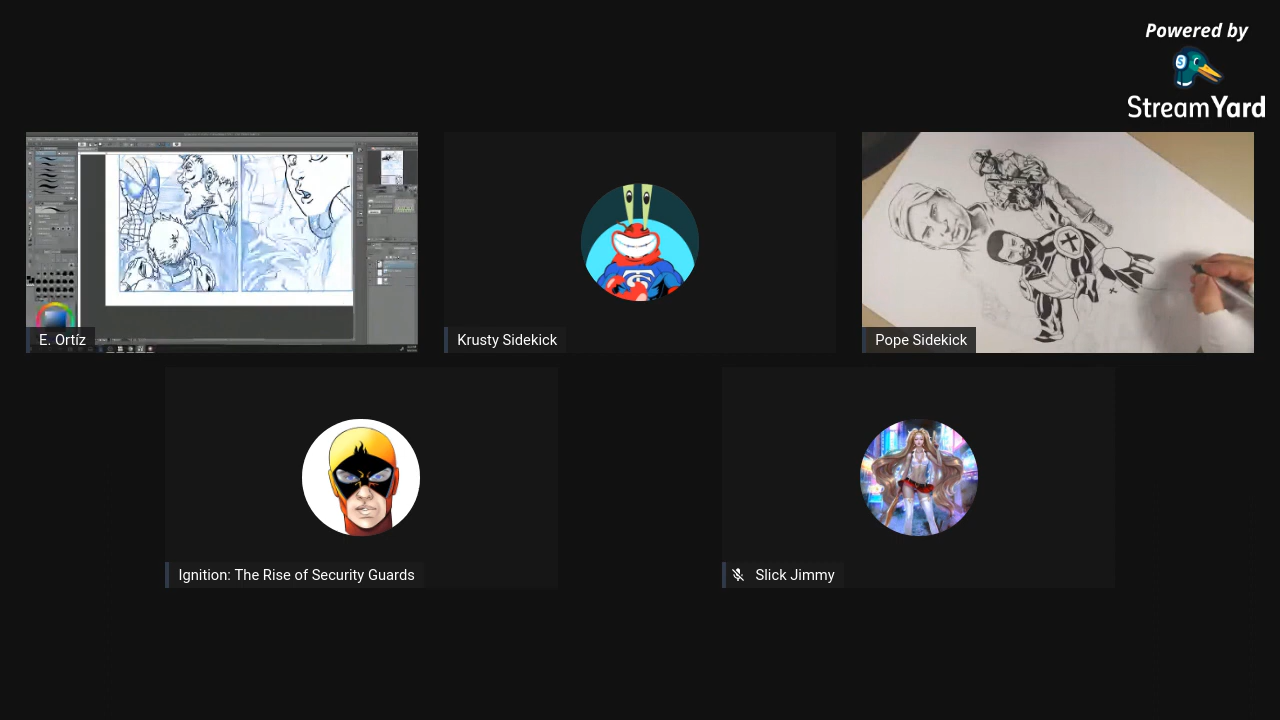 Powered by
StreamYard
E. Ortíz
Krusty Sidekick
Pope Sidekick
Ignition: The Rise of Security Guards
Slick Jimmy